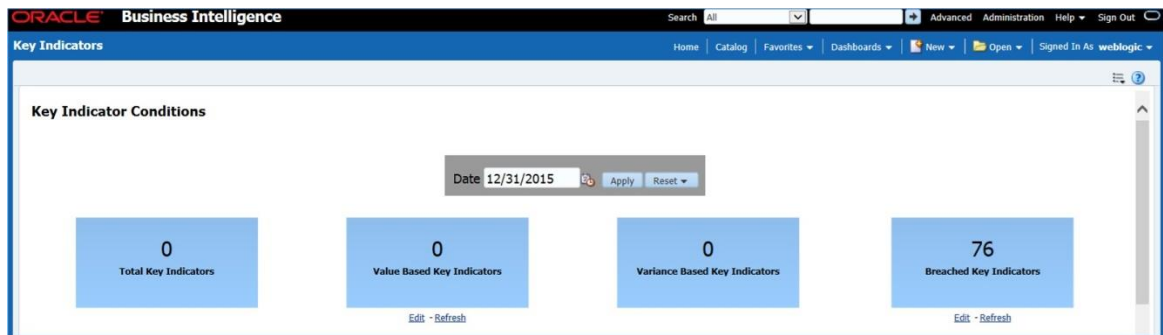 ORACLE Business Intelligence Search All Advanced Administration Help Sign Out
Key Indicators Home Catalog Favorites Dashboards New Open Signed In As weblogic
Key Indicator Conditions
Date 12/31/2015 Apply Reset
0
Total Key Indicators
0
Value Based Key Indicators
Edit - Refresh
0
Variance Based Key Indicators
76
Breached Key Indicators
Edit - Refresh